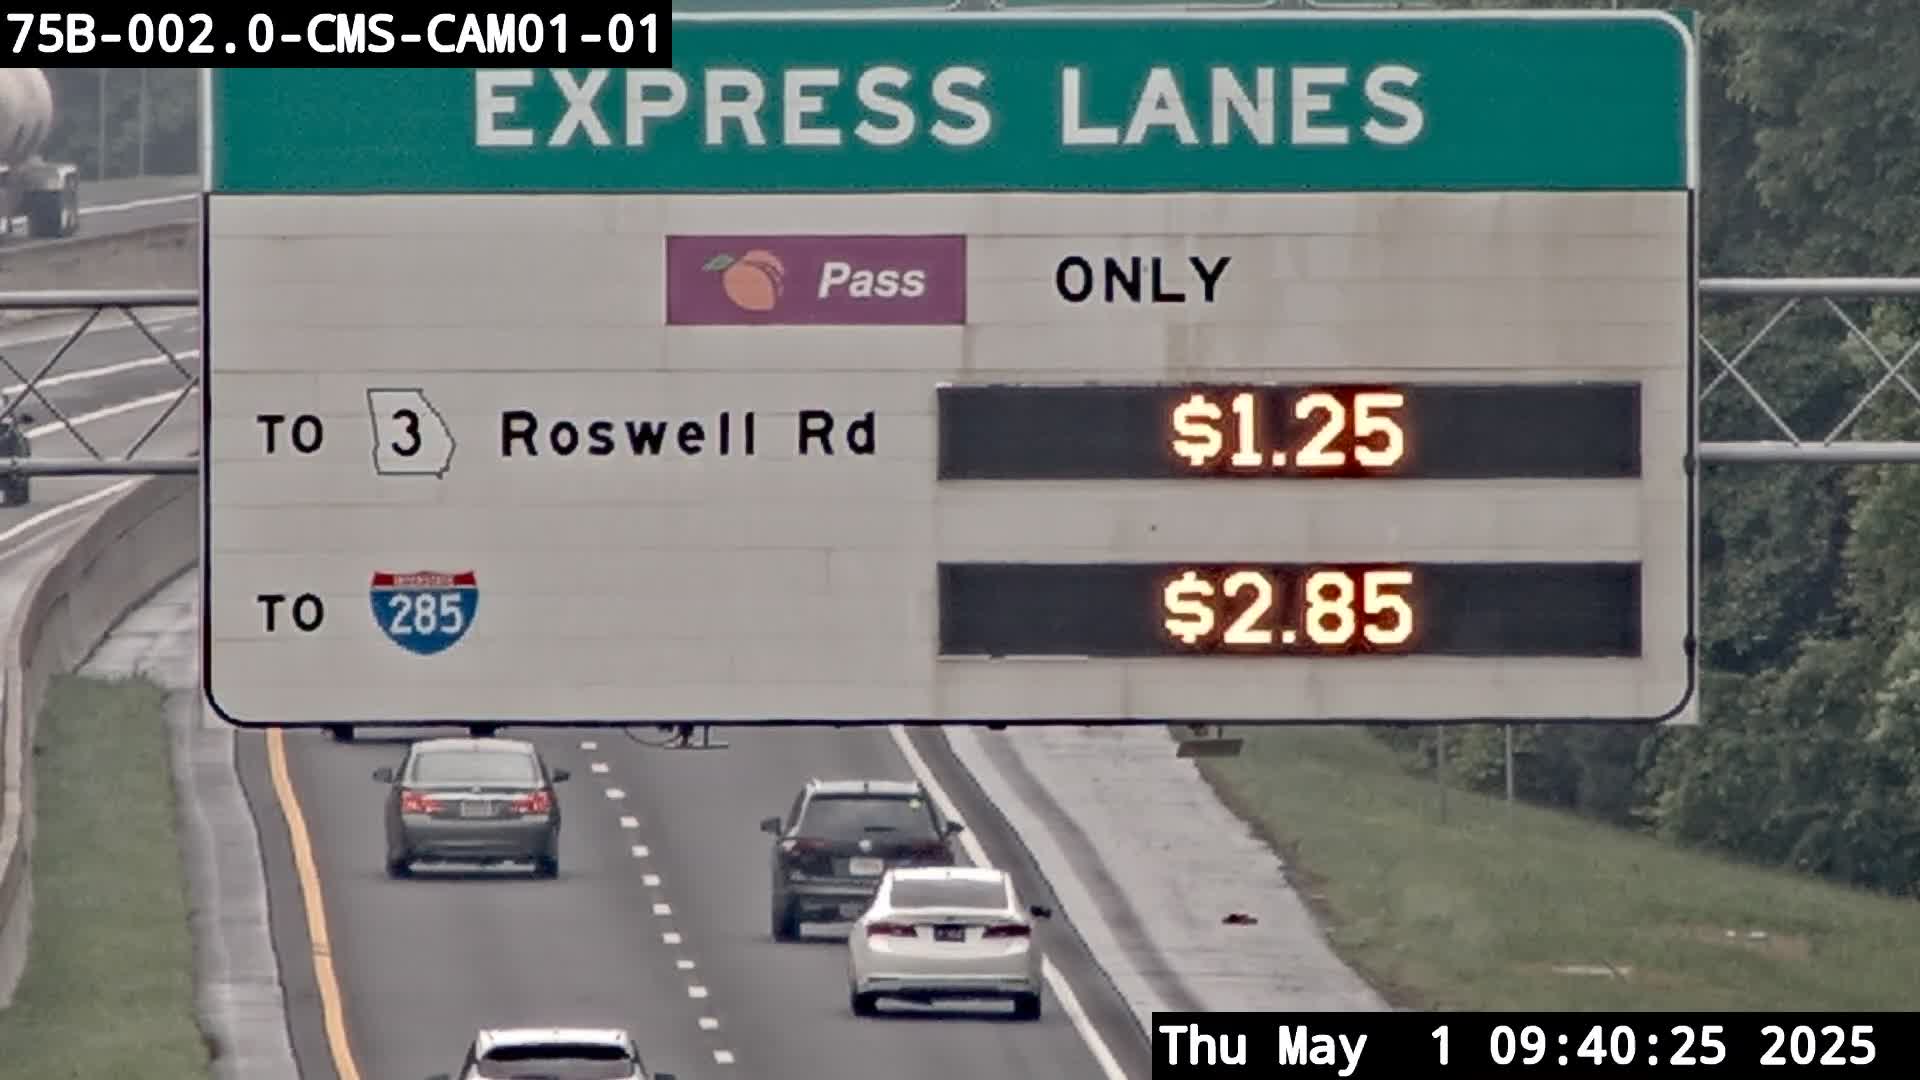 75B-002.0-CMS-CAM01-01
EXPRESS LANES
Pass ONLY
TO 3 Roswell Rd $1.25
INTERSTATE
TO 285 $2.85
Thu May 1 09:40:25 2025